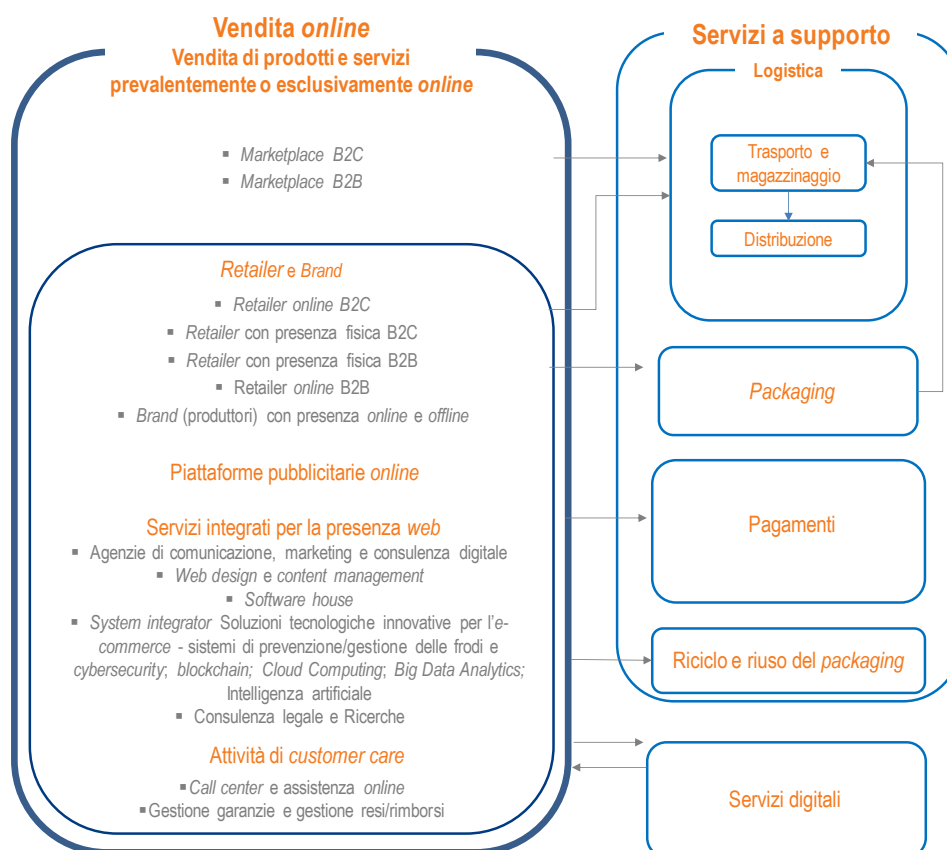 Vendita online
Vendita di prodotti e servizi
prevalentemente o esclusivamente online
▪ Marketplace B2C
▪ Marketplace B2B
Retailer e Brand
▪ Retailer online B2C
▪ Retailer con presenza fisica B2C
▪ Retailer con presenza fisica B2B
▪ Retailer online B2B
▪ Brand (produttori) con presenza online e offline
Piattaforme pubblicitarie online
Servizi integrati per la presenza web
▪ Agenzie di comunicazione, marketing e consulenza digitale
▪ Web design e content management
▪ Software house
▪ System integrator Soluzioni tecnologiche innovative per l'e-
commerce - sistemi di prevenzione/gestione delle frodi e
cybersecurity; blockchain; Cloud Computing; Big Data Analytics;
Intelligenza artificiale
▪ Consulenza legale e Ricerche
Attività di customer care
▪ Call center e assistenza online
▪ Gestione garanzie e gestione resi/rimborsi
Servizi a supporto
Logistica
Trasporto e
magazzinaggio
Distribuzione
Packaging
Pagamenti
Riciclo e riuso del packaging
Servizi digitali